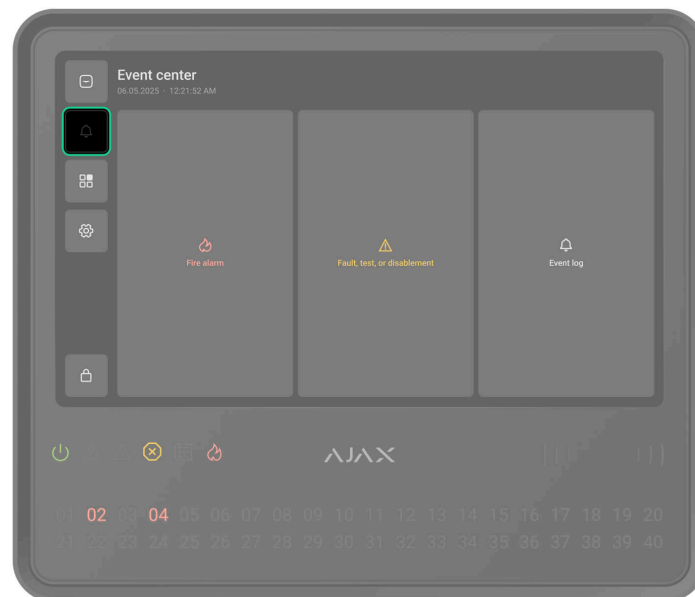 Event center
06.05.2025 - 12:21:52 AM
Fire alarm
Fault, test, or disablement
Event log
AJAX
01 02 03 04 05 06 07 08 09 10 11 12 13 14 15 16 17 18 19 20
21 22 23 24 25 26 27 28 29 30 31 32 33 34 35 36 37 38 39 40